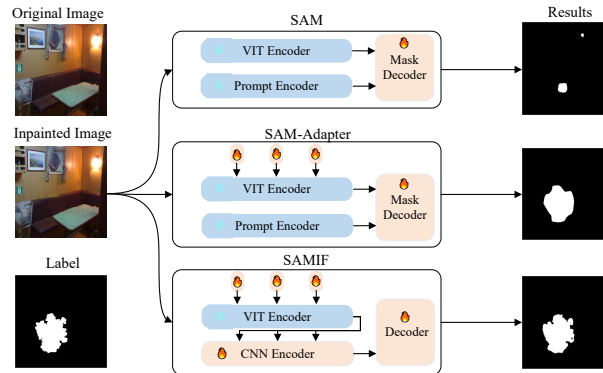 Original Image
SAM
Results
VIT Encoder
Prompt Encoder
Mask
Decoder
Inpainted Image
SAM-Adapter
VIT Encoder
Prompt Encoder
Mask
Decoder
Label
SAMIF
VIT Encoder
CNN Encoder
Decoder